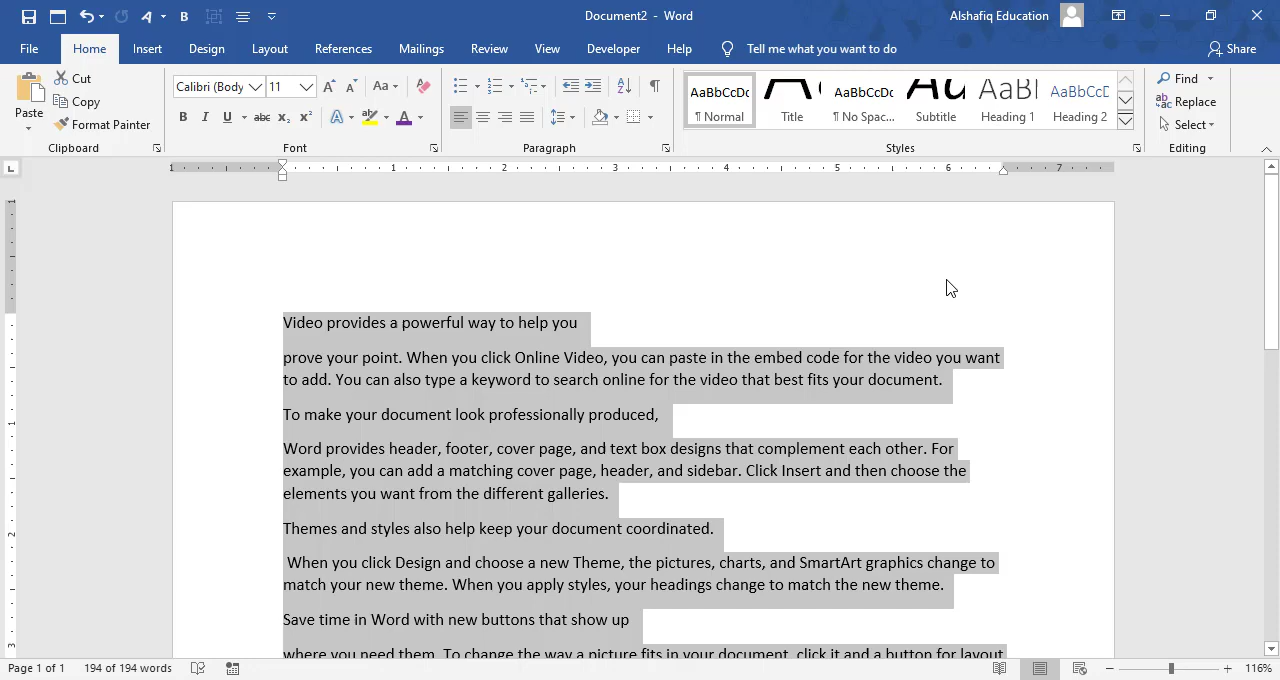 Document2 - Word
Alshafiq Education
File Home Insert Design Layout References Mailings Review View Developer Help Tell me what you want to do Share
Paste
Cut
Copy
Format Painter
Clipboard
Calibri (Body 11
Font
Paragraph
AaBbCcDc ¶ Normal
Title
AaBbCcDc ¶ No Spac...
Subtitle
AaBb Heading 1
AaBbCcD Heading 2
Styles
Find
Replace
Select
Editing
1 1 2 3 4 5 6 7
Video provides a powerful way to help you
prove your point. When you click Online Video, you can paste in the embed code for the video you want
to add. You can also type a keyword to search online for the video that best fits your document.
To make your document look professionally produced,
Word provides header, footer, cover page, and text box designs that complement each other. For
example, you can add a matching cover page, header, and sidebar. Click Insert and then choose the
elements you want from the different galleries.
Themes and styles also help keep your document coordinated.
When you click Design and choose a new Theme, the pictures, charts, and SmartArt graphics change to
match your new theme. When you apply styles, your headings change to match the new theme.
Save time in Word with new buttons that show up
where you need them. To change the way a picture fits in your document, click it and a button for layout
Page 1 of 1 194 of 194 words 116%